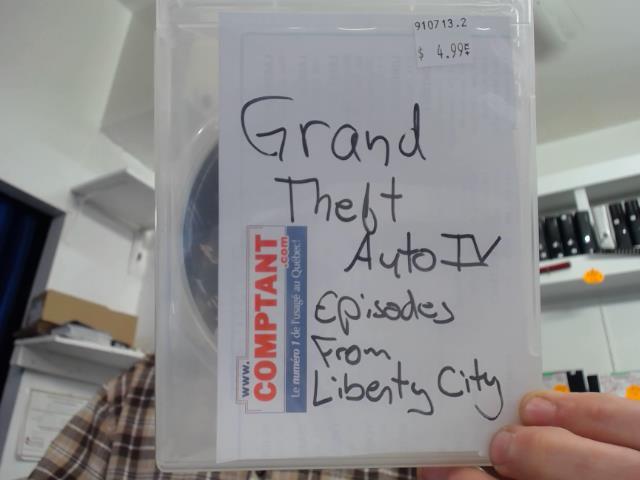 910713.2
$ 4.99E
Grand
Theft
Auto IV
Episodes
From
Liberty City
www.
COMPTANT
.com
Le numéro 1 de l'usagé au Québec!